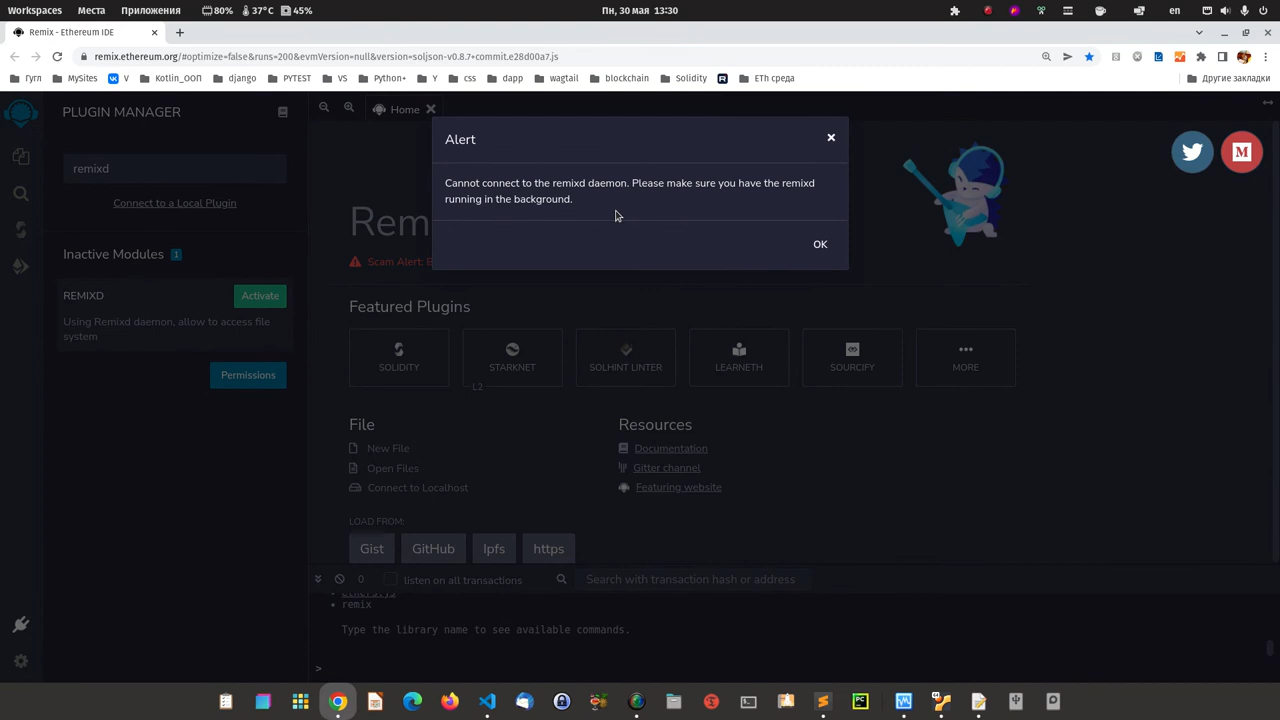 Workspaces Места Приложения 80% 37°C 45% Пн, 30 мая 13:30 en
Remix - Ethereum IDE
remix.ethereum.org/#optimize=false&runs=200&evmVersion=null&version=soljson-v0.8.7+commit.e28d00a7.js
Гугл MySites VK V Kotlin_ООП django PYTEST VS Python+ Y css dapp wagtail blockchain Solidity ETh среда Другие закладки
PLUGIN MANAGER
Home
Alert
remixd
Cannot connect to the remixd daemon. Please make sure you have the remixd
running in the background.
Connect to a Local Plugin
Rem
OK
Inactive Modules 1
Scam Alert: B
REMIXD Activate
Using Remixd daemon, allow to access file
system
Permissions
Featured Plugins
SOLIDITY STARKNET SOLHINT LINTER LEARNETH SOURCIFY MORE
L2
File Resources
New File Documentation
Open Files Gitter channel
Connect to Localhost Featuring website
LOAD FROM:
Gist GitHub Ipfs https
0 listen on all transactions Search with transaction hash or address
ethers.js
remix
Type the library name to see available commands.
>